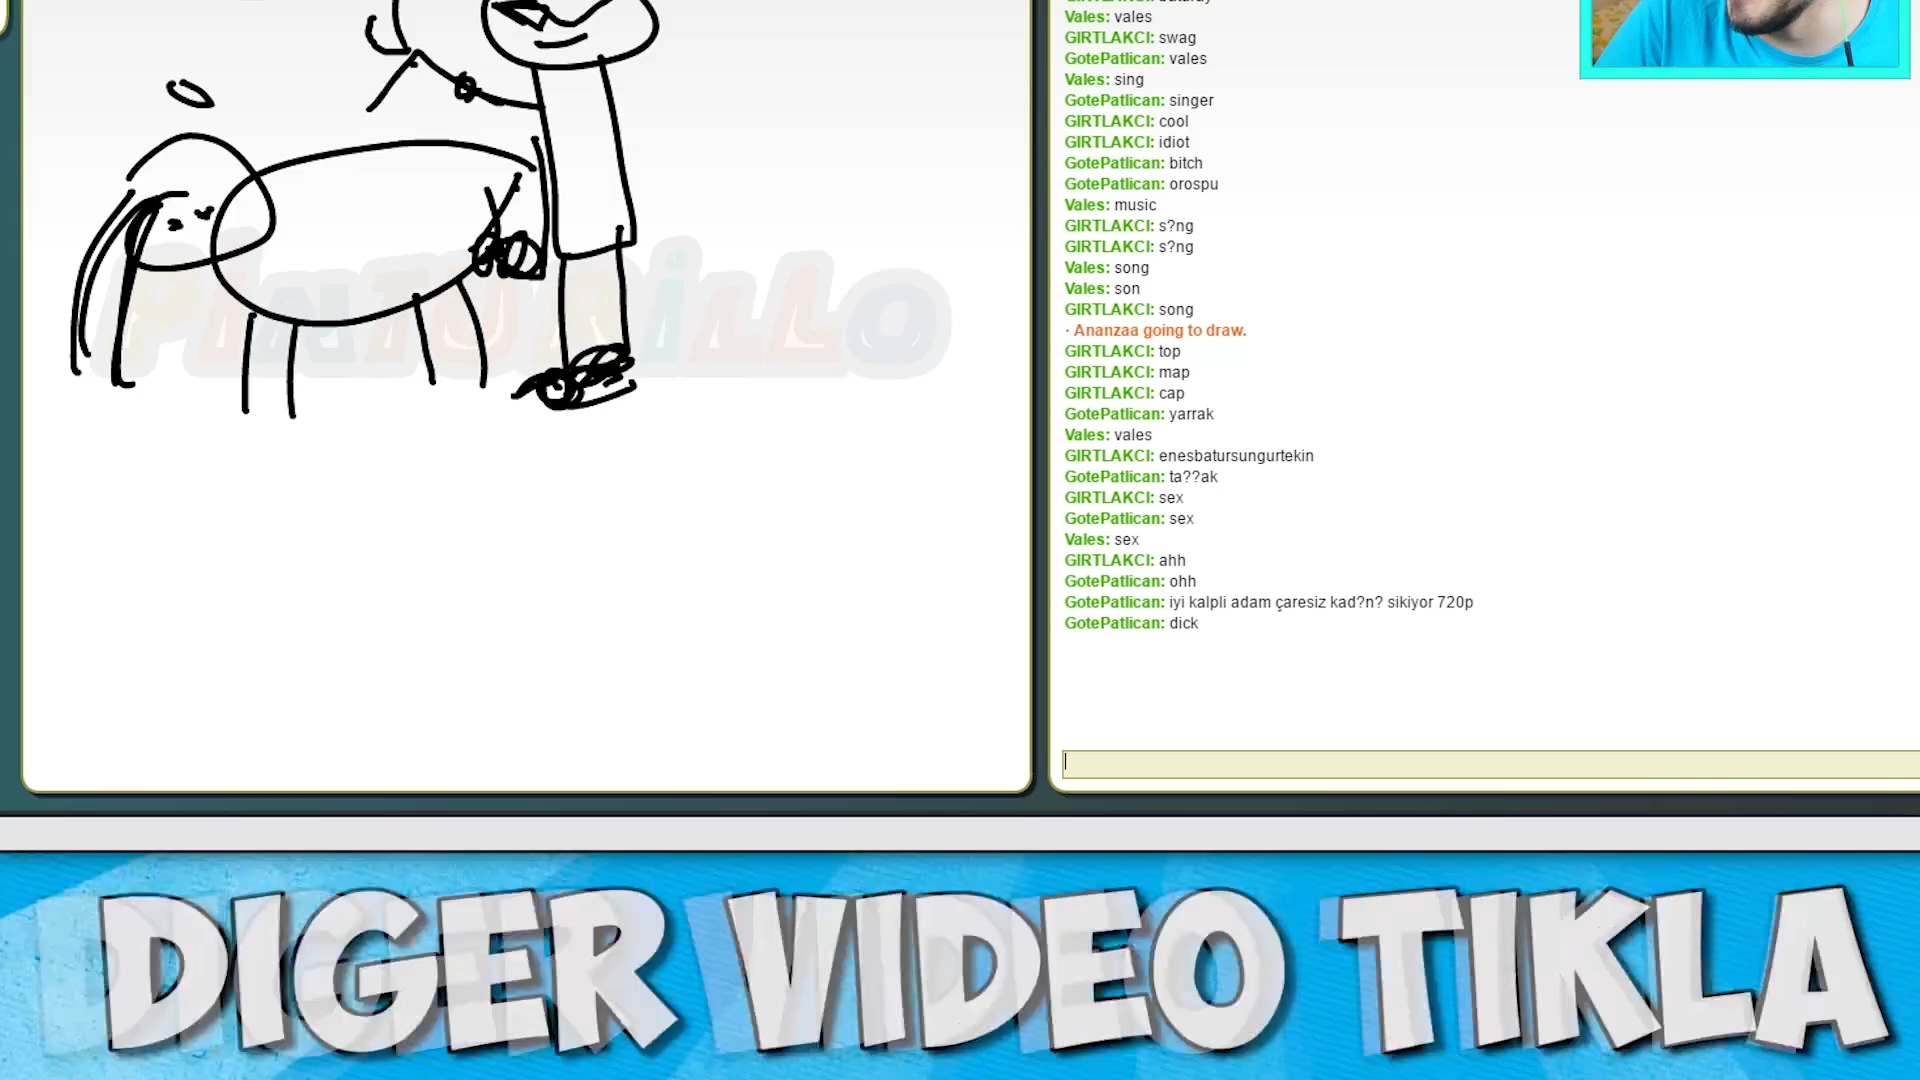 Vales: vales
GIRTLAKCI: swag
GotePatlican: vales
Vales: sing
GotePatlican: singer
GIRTLAKCI: cool
GIRTLAKCI: idiot
GotePatlican: bitch
GotePatlican: orospu
Vales: music
GIRTLAKCI: s?ng
GIRTLAKCI: s?ng
Vales: song
Vales: son
GIRTLAKCI: song
· Ananzaa going to draw.
GIRTLAKCI: top
GIRTLAKCI: map
GIRTLAKCI: cap
GotePatlican: yarrak
Vales: vales
GIRTLAKCI: enesbatursungurtekin
GotePatlican: ta??ak
GIRTLAKCI: sex
GotePatlican: sex
Vales: sex
GIRTLAKCI: ahh
GotePatlican: ohh
GotePatlican: iyi kalpli adam çaresiz kad?n? sikiyor 720p
GotePatlican: dick
PiNTURiLLO
DIGER VIDEO TIKLA